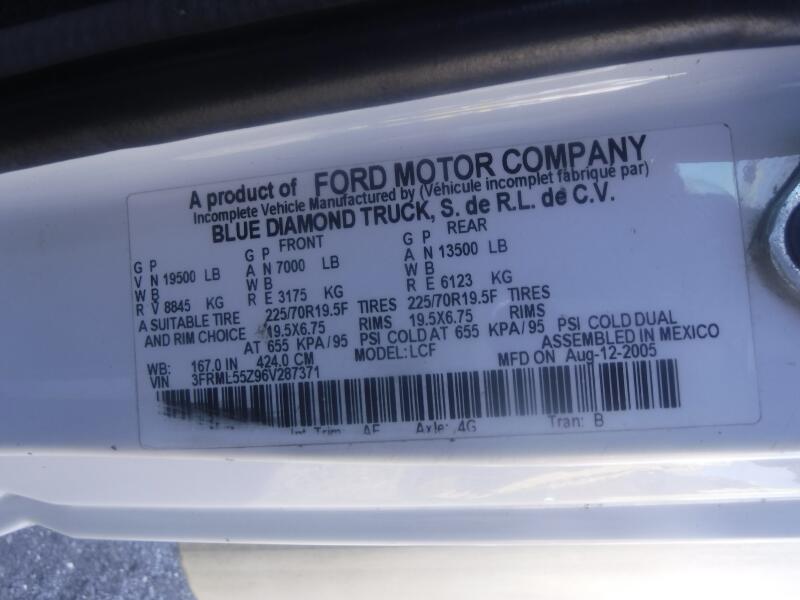 A product of FORD MOTOR COMPANY
Incomplete Vehicle Manufactured by (Véhicule incomplet fabriqué par)
BLUE DIAMOND TRUCK, S. de R.L. de C.V.
FRONT REAR
G P G P G P
V N 19500 LB A N 7000 LB A N 13500 LB
W B W B W B
R V 8845 KG R E 3175 KG R E 6123 KG
A SUITABLE TIRE 225/70R19.5F TIRES 225/70R19.5F TIRES
AND RIM CHOICE 19.5X6.75 RIMS 19.5X6.75 RIMS
AT 655 KPA/95 PSI COLD AT 655 KPA/95 PSI COLD DUAL
WB: 167.0 IN 424.0 CM MODEL: LCF ASSEMBLED IN MEXICO
VIN 3FRML55Z96V287371 MFD ON Aug-12-2005
Int Trim: AF Axle: 4G Tran: B